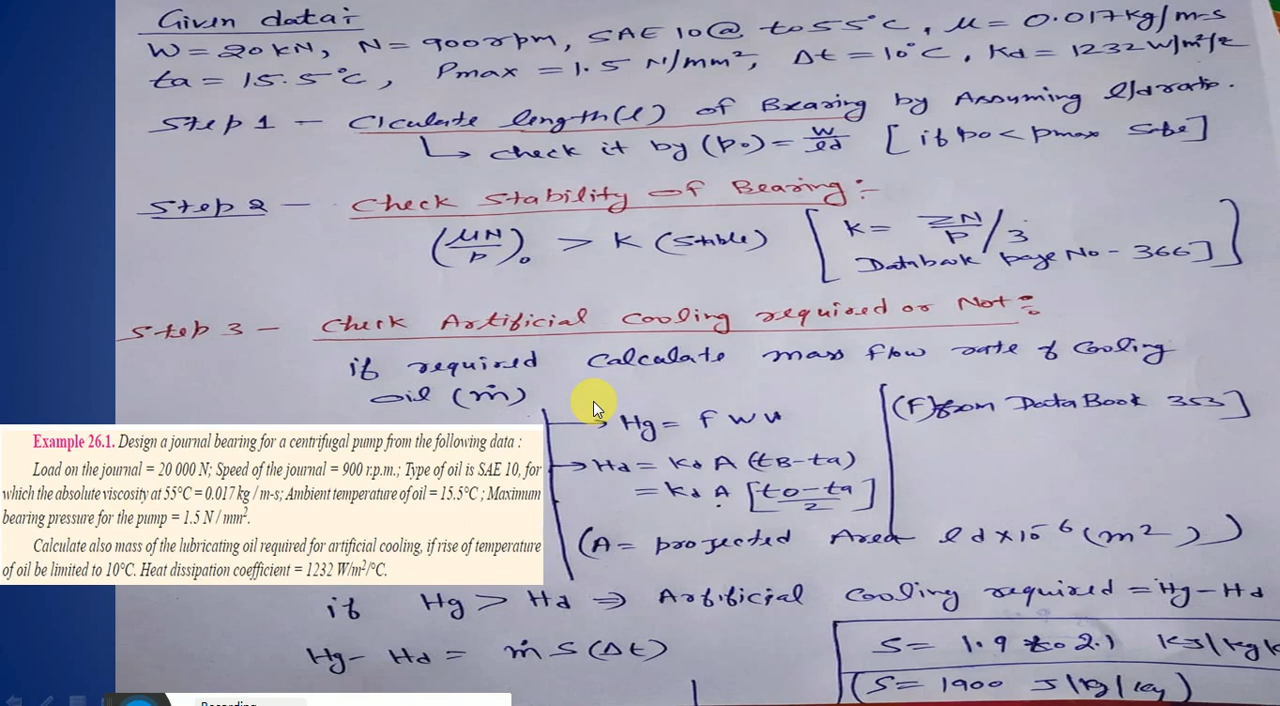 Given data:
W = 20 kN, N = 900 rpm, SAE 10 @ to 55°C, μ = 0.017 kg/m-s
ta = 15.5°C, Pmax = 1.5 N/mm², Δt = 10°C, Kd = 1232 W/m²/°C
Step 1 - Clculate length (l) of Bearing by Assuming l/d ratio.
↳ check it by (Po) = W/ld [if Po < Pmax Safe]
Step 2 - Check Stability of Bearing:-
(μN/P)o > K (Stable) [K = ZN/P /3
Databook page No - 366]]
Step 3 - Check Artificial Cooling required or Not:
if required Calculate mass flow rate of Cooling
oil (ṁ)
→ Hg = f W v [(F) from Data Book 353]
→ Hd = Kd A (tB - ta)
= Kd A [to - ta / 2]
(A = projected Area ld × 10⁻⁶ (m²))
if Hg > Hd ⇒ Artificial Cooling required = Hg - Hd
Hg - Hd = ṁ S (Δt)
S = 1.9 to 2.1 KJ/kg K
(S = 1900 J/kg/
Example 26.1. Design a journal bearing for a centrifugal pump from the following data :
Load on the journal = 20 000 N; Speed of the journal = 900 r.p.m.; Type of oil is SAE 10, for
which the absolute viscosity at 55°C = 0.017 kg / m-s; Ambient temperature of oil = 15.5°C ; Maximum
bearing pressure for the pump = 1.5 N / mm².
Calculate also mass of the lubricating oil required for artificial cooling, if rise of temperature
of oil be limited to 10°C. Heat dissipation coefficient = 1232 W/m²/°C.